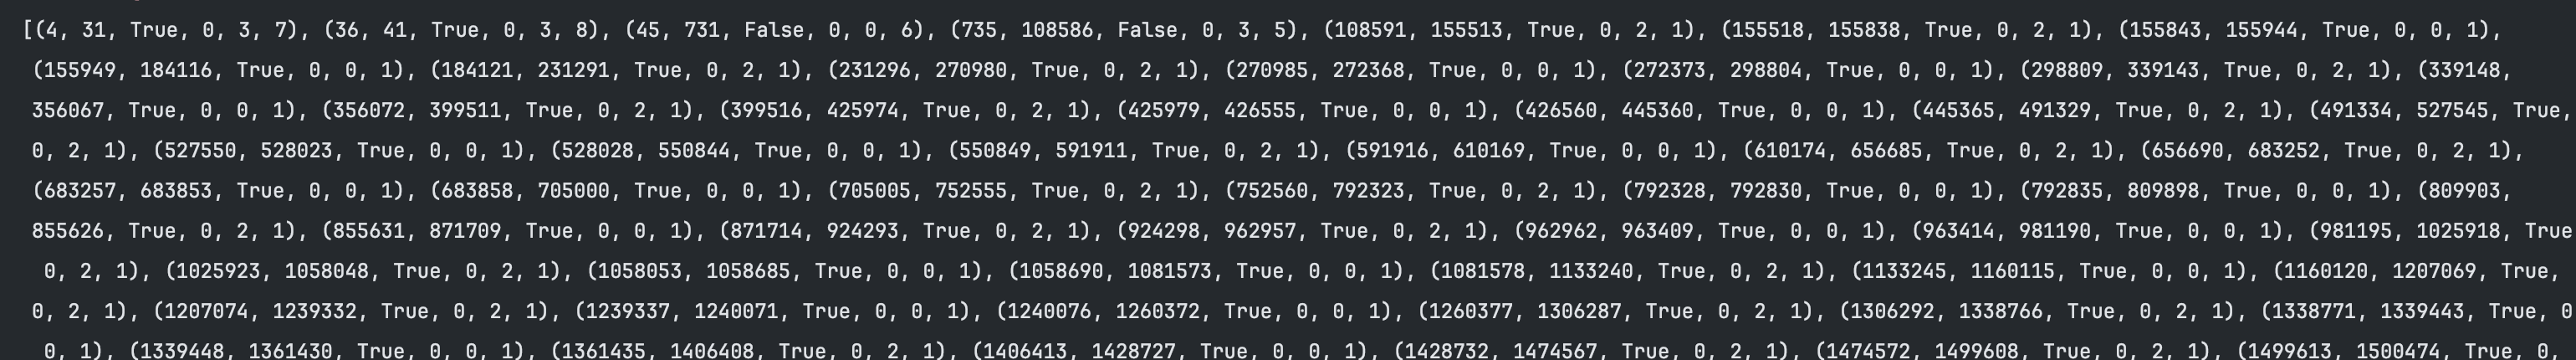 [(4, 31, True, 0, 3, 7), (36, 41, True, 0, 3, 8), (45, 731, False, 0, 0, 6), (735, 108586, False, 0, 3, 5), (108591, 155513, True, 0, 2, 1), (155518, 155838, True, 0, 2, 1), (155843, 155944, True, 0, 0, 1),
(155949, 184116, True, 0, 0, 1), (184121, 231291, True, 0, 2, 1), (231296, 270980, True, 0, 2, 1), (270985, 272368, True, 0, 0, 1), (272373, 298804, True, 0, 0, 1), (298809, 339143, True, 0, 2, 1), (339148,
356067, True, 0, 0, 1), (356072, 399511, True, 0, 2, 1), (399516, 425974, True, 0, 2, 1), (425979, 426555, True, 0, 0, 1), (426560, 445360, True, 0, 0, 1), (445365, 491329, True, 0, 2, 1), (491334, 527545, True,
0, 2, 1), (527550, 528023, True, 0, 0, 1), (528028, 550844, True, 0, 0, 1), (550849, 591911, True, 0, 2, 1), (591916, 610169, True, 0, 0, 1), (610174, 656685, True, 0, 2, 1), (656690, 683252, True, 0, 2, 1),
(683257, 683853, True, 0, 0, 1), (683858, 705000, True, 0, 0, 1), (705005, 752555, True, 0, 2, 1), (752560, 792323, True, 0, 2, 1), (792328, 792830, True, 0, 0, 1), (792835, 809898, True, 0, 0, 1), (809903,
855626, True, 0, 2, 1), (855631, 871709, True, 0, 0, 1), (871714, 924293, True, 0, 2, 1), (924298, 962957, True, 0, 2, 1), (962962, 963409, True, 0, 0, 1), (963414, 981190, True, 0, 0, 1), (981195, 1025918, True
0, 2, 1), (1025923, 1058048, True, 0, 2, 1), (1058053, 1058685, True, 0, 0, 1), (1058690, 1081573, True, 0, 0, 1), (1081578, 1133240, True, 0, 2, 1), (1133245, 1160115, True, 0, 0, 1), (1160120, 1207069, True,
0, 2, 1), (1207074, 1239332, True, 0, 2, 1), (1239337, 1240071, True, 0, 0, 1), (1240076, 1260372, True, 0, 0, 1), (1260377, 1306287, True, 0, 2, 1), (1306292, 1338766, True, 0, 2, 1), (1338771, 1339443, True, 0
0, 1), (1339448, 1361430, True, 0, 0, 1), (1361435, 1406408, True, 0, 2, 1), (1406413, 1428727, True, 0, 0, 1), (1428732, 1474567, True, 0, 2, 1), (1474572, 1499608, True, 0, 2, 1), (1499613, 1500474, True, 0